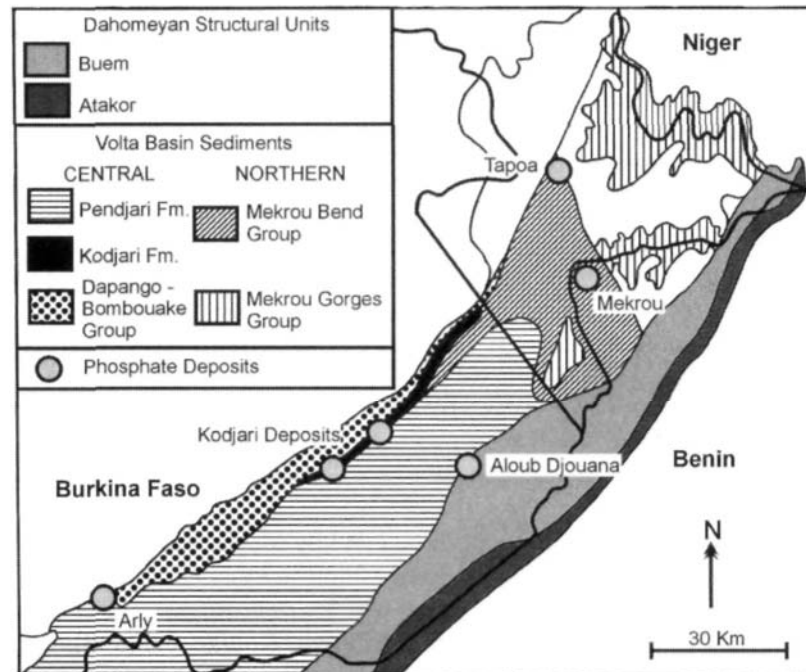 Dahomeyan Structural Units
Buem
Atakor
Volta Basin Sediments
CENTRAL
NORTHERN
Pendjari Fm.
Mekrou Bend
Group
Kodjari Fm.
Dapango -
Bombouake
Group
Mekrou Gorges
Group
Phosphate Deposits
Niger
Tapoa
Mekrou
Kodjari Deposits
Aloub Djouana
Benin
Burkina Faso
N
Arly
30 Km